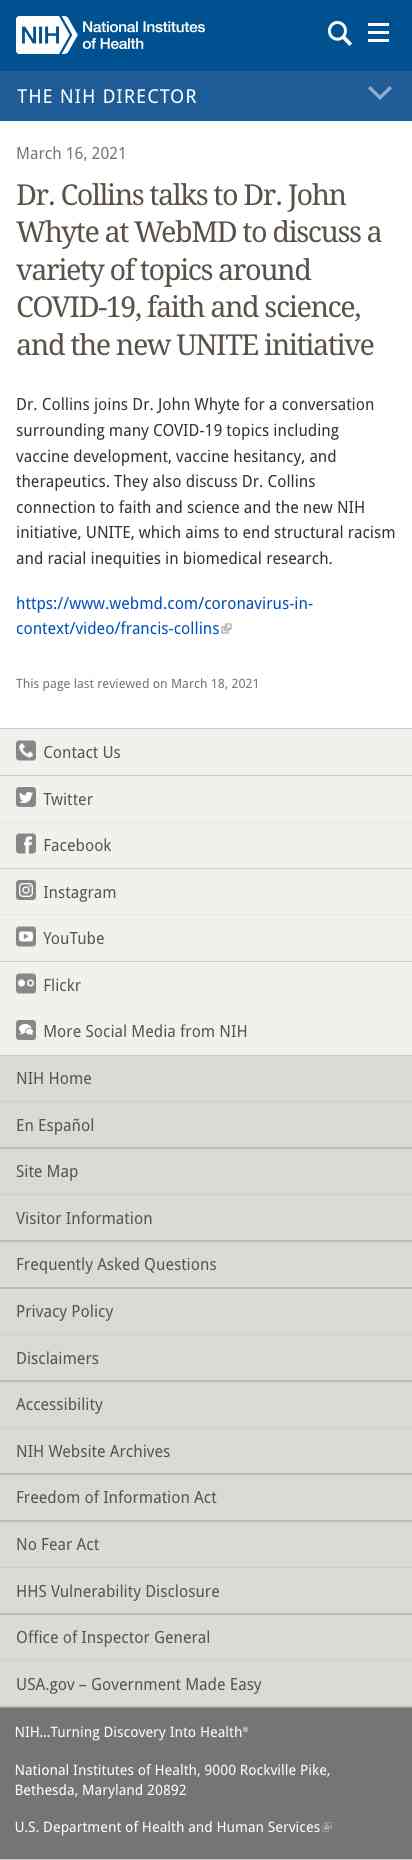 NIH National Institutes
of Health
THE NIH DIRECTOR
March 16, 2021
Dr. Collins talks to Dr. John
Whyte at WebMD to discuss a
variety of topics around
COVID-19, faith and science,
and the new UNITE initiative
Dr. Collins joins Dr. John Whyte for a conversation
surrounding many COVID-19 topics including
vaccine development, vaccine hesitancy, and
therapeutics. They also discuss Dr. Collins
connection to faith and science and the new NIH
initiative, UNITE, which aims to end structural racism
and racial inequities in biomedical research.
https://www.webmd.com/coronavirus-in-
context/video/francis-collins
This page last reviewed on March 18, 2021
Contact Us
Twitter
Facebook
Instagram
YouTube
Flickr
More Social Media from NIH
NIH Home
En Español
Site Map
Visitor Information
Frequently Asked Questions
Privacy Policy
Disclaimers
Accessibility
NIH Website Archives
Freedom of Information Act
No Fear Act
HHS Vulnerability Disclosure
Office of Inspector General
USA.gov – Government Made Easy
NIH…Turning Discovery Into Health®
National Institutes of Health, 9000 Rockville Pike,
Bethesda, Maryland 20892
U.S. Department of Health and Human Services